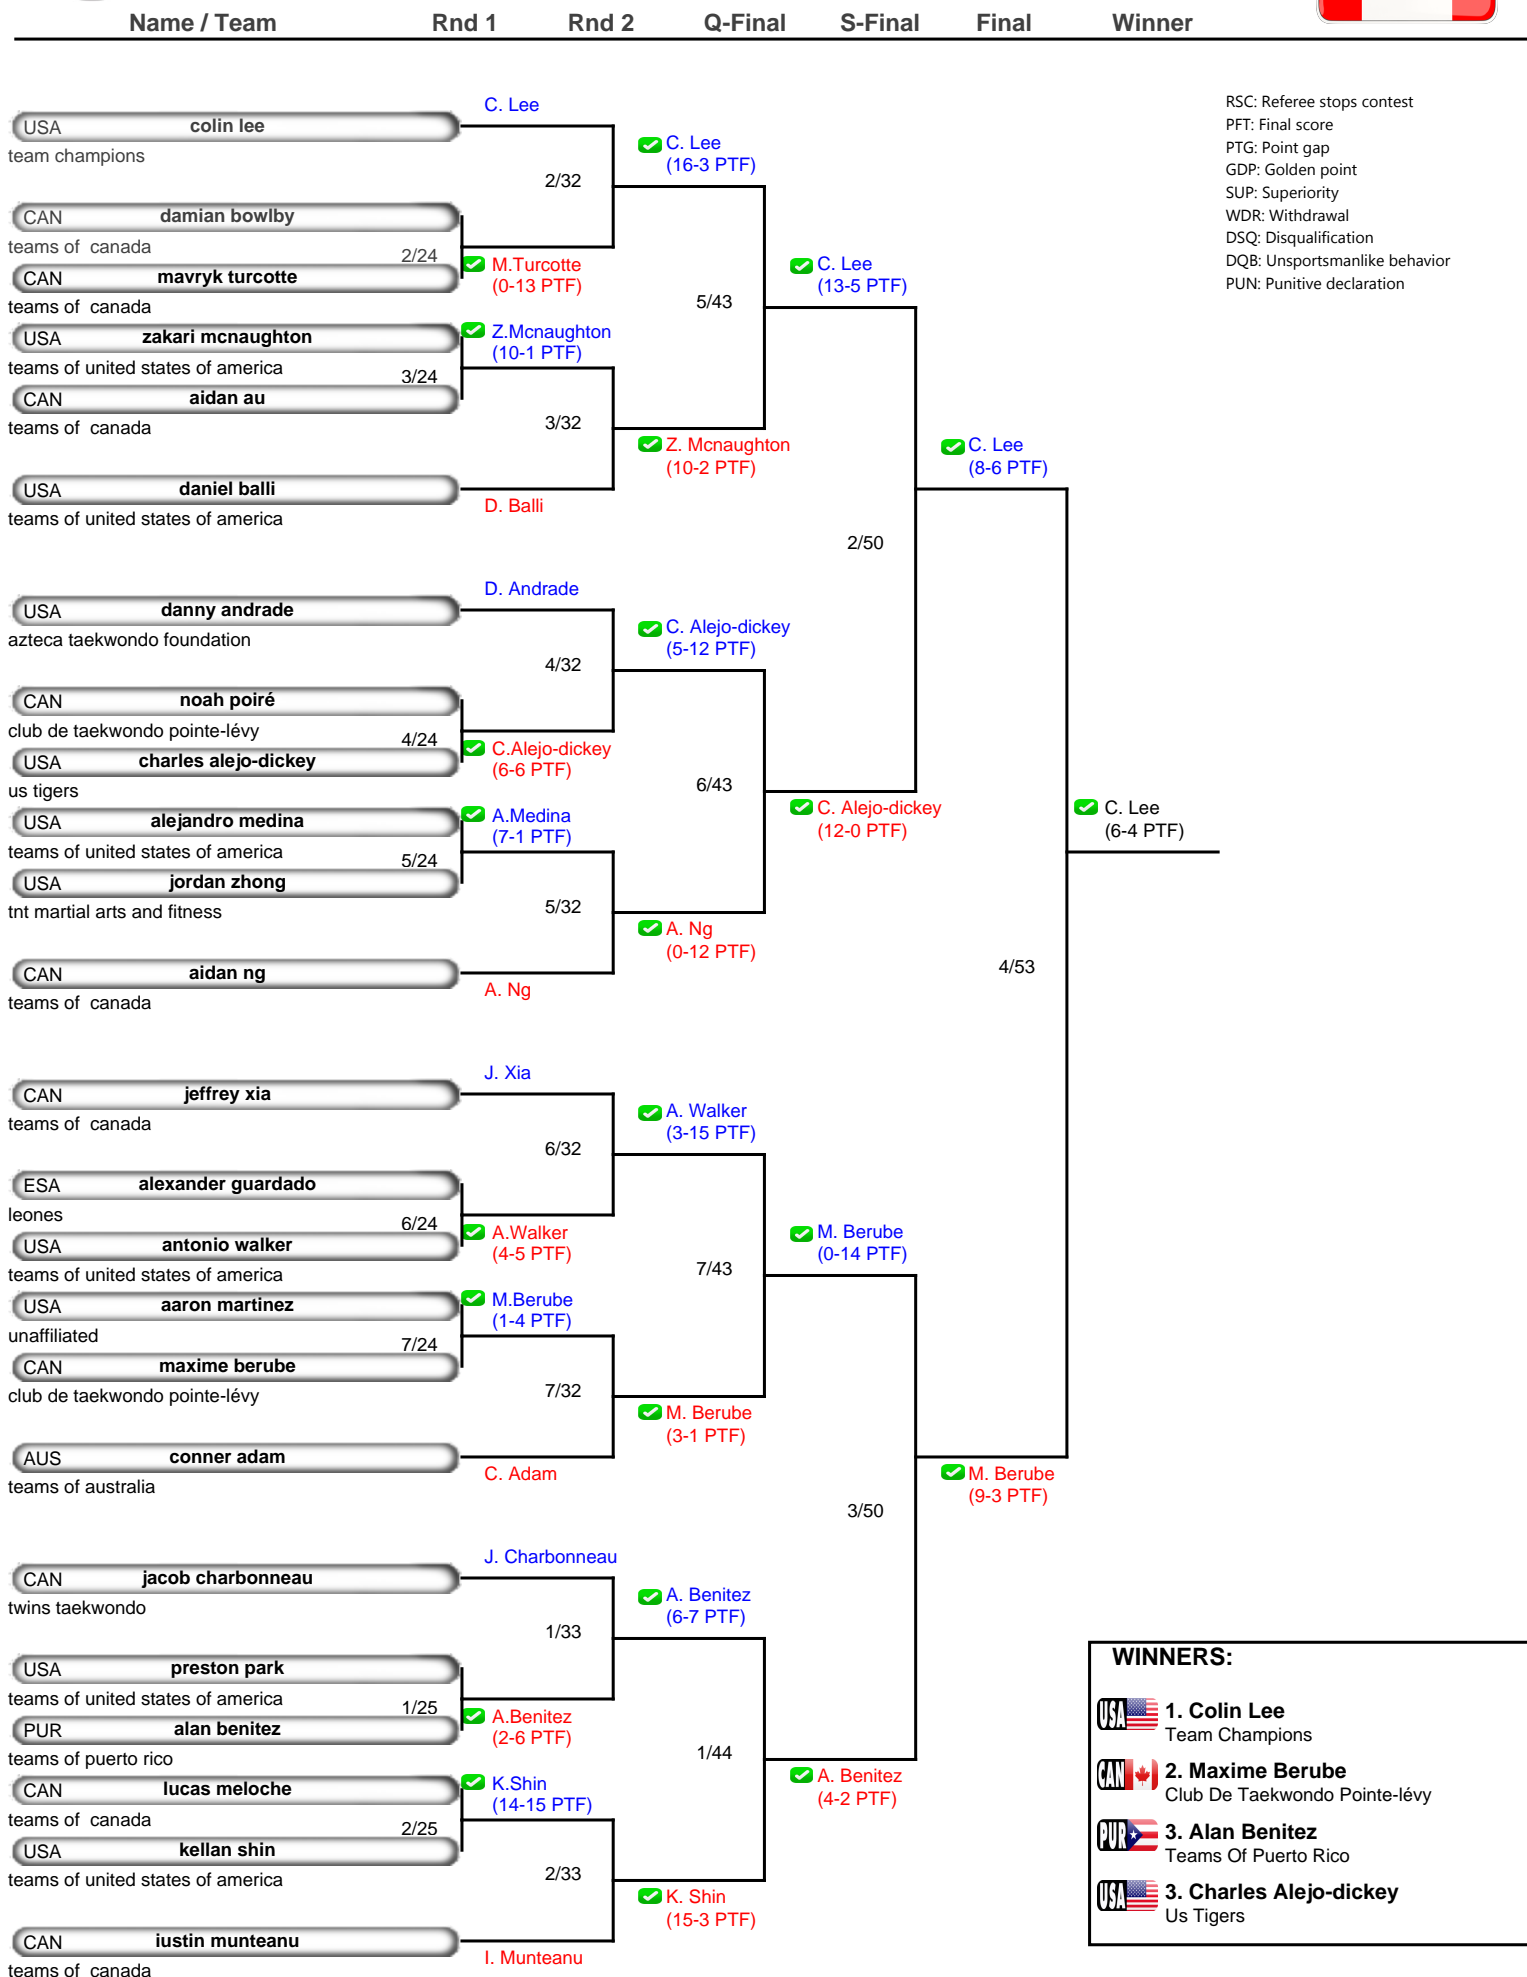 Name / Team Rnd 1 Rnd 2 Q-Final S-Final Final Winner
RSC: Referee stops contest
PFT: Final score
PTG: Point gap
GDP: Golden point
SUP: Superiority
WDR: Withdrawal
DSQ: Disqualification
DQB: Unsportsmanlike behavior
PUN: Punitive declaration
USA colin lee
team champions
CAN damian bowlby
teams of canada
2/24
CAN mavryk turcotte
teams of canada
USA zakari mcnaughton
teams of united states of america
3/24
CAN aidan au
teams of canada
USA daniel balli
teams of united states of america
USA danny andrade
azteca taekwondo foundation
CAN noah poiré
club de taekwondo pointe-lévy
4/24
USA charles alejo-dickey
us tigers
USA alejandro medina
teams of united states of america
5/24
USA jordan zhong
tnt martial arts and fitness
CAN aidan ng
teams of canada
CAN jeffrey xia
teams of canada
ESA alexander guardado
leones
6/24
USA antonio walker
teams of united states of america
USA aaron martinez
unaffiliated
7/24
CAN maxime berube
club de taekwondo pointe-lévy
AUS conner adam
teams of australia
CAN jacob charbonneau
twins taekwondo
USA preston park
teams of united states of america
1/25
PUR alan benitez
teams of puerto rico
CAN lucas meloche
teams of canada
2/25
USA kellan shin
teams of united states of america
CAN iustin munteanu
teams of canada
C. Lee
2/32
M.Turcotte
(0-13 PTF)
Z.Mcnaughton
(10-1 PTF)
3/32
D. Balli
D. Andrade
4/32
C.Alejo-dickey
(6-6 PTF)
A.Medina
(7-1 PTF)
5/32
A. Ng
J. Xia
6/32
A.Walker
(4-5 PTF)
M.Berube
(1-4 PTF)
7/32
C. Adam
J. Charbonneau
1/33
A.Benitez
(2-6 PTF)
K.Shin
(14-15 PTF)
2/33
I. Munteanu
C. Lee
(16-3 PTF)
5/43
Z. Mcnaughton
(10-2 PTF)
C. Alejo-dickey
(5-12 PTF)
6/43
A. Ng
(0-12 PTF)
A. Walker
(3-15 PTF)
7/43
M. Berube
(3-1 PTF)
A. Benitez
(6-7 PTF)
1/44
K. Shin
(15-3 PTF)
C. Lee
(13-5 PTF)
2/50
C. Alejo-dickey
(12-0 PTF)
M. Berube
(0-14 PTF)
3/50
A. Benitez
(4-2 PTF)
C. Lee
(8-6 PTF)
4/53
M. Berube
(9-3 PTF)
C. Lee
(6-4 PTF)
WINNERS:
USA 1. Colin Lee
Team Champions
CAN 2. Maxime Berube
Club De Taekwondo Pointe-lévy
PUR 3. Alan Benitez
Teams Of Puerto Rico
USA 3. Charles Alejo-dickey
Us Tigers